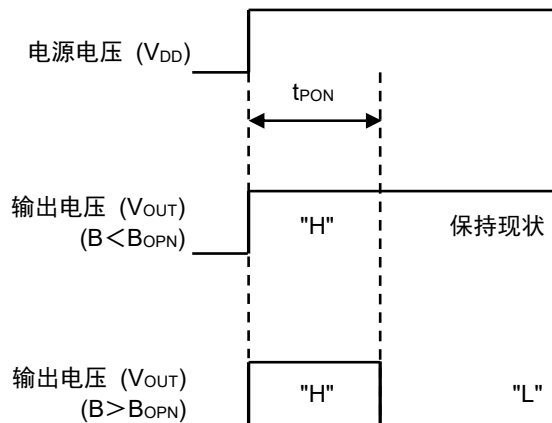 电源电压 (VDD)
tPON
输出电压 (VOUT)
(B＜BOPN)
"H"
保持现状
输出电压 (VOUT)
(B＞BOPN)
"H"
"L"